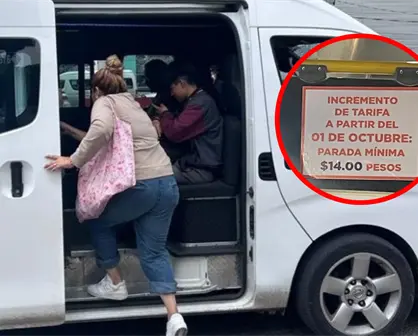 INCREMENTO
DE TARIFA
A PARTIR DEL
01 DE OCTUBRE:
PARADA MÍNIMA
$14.00 PESOS